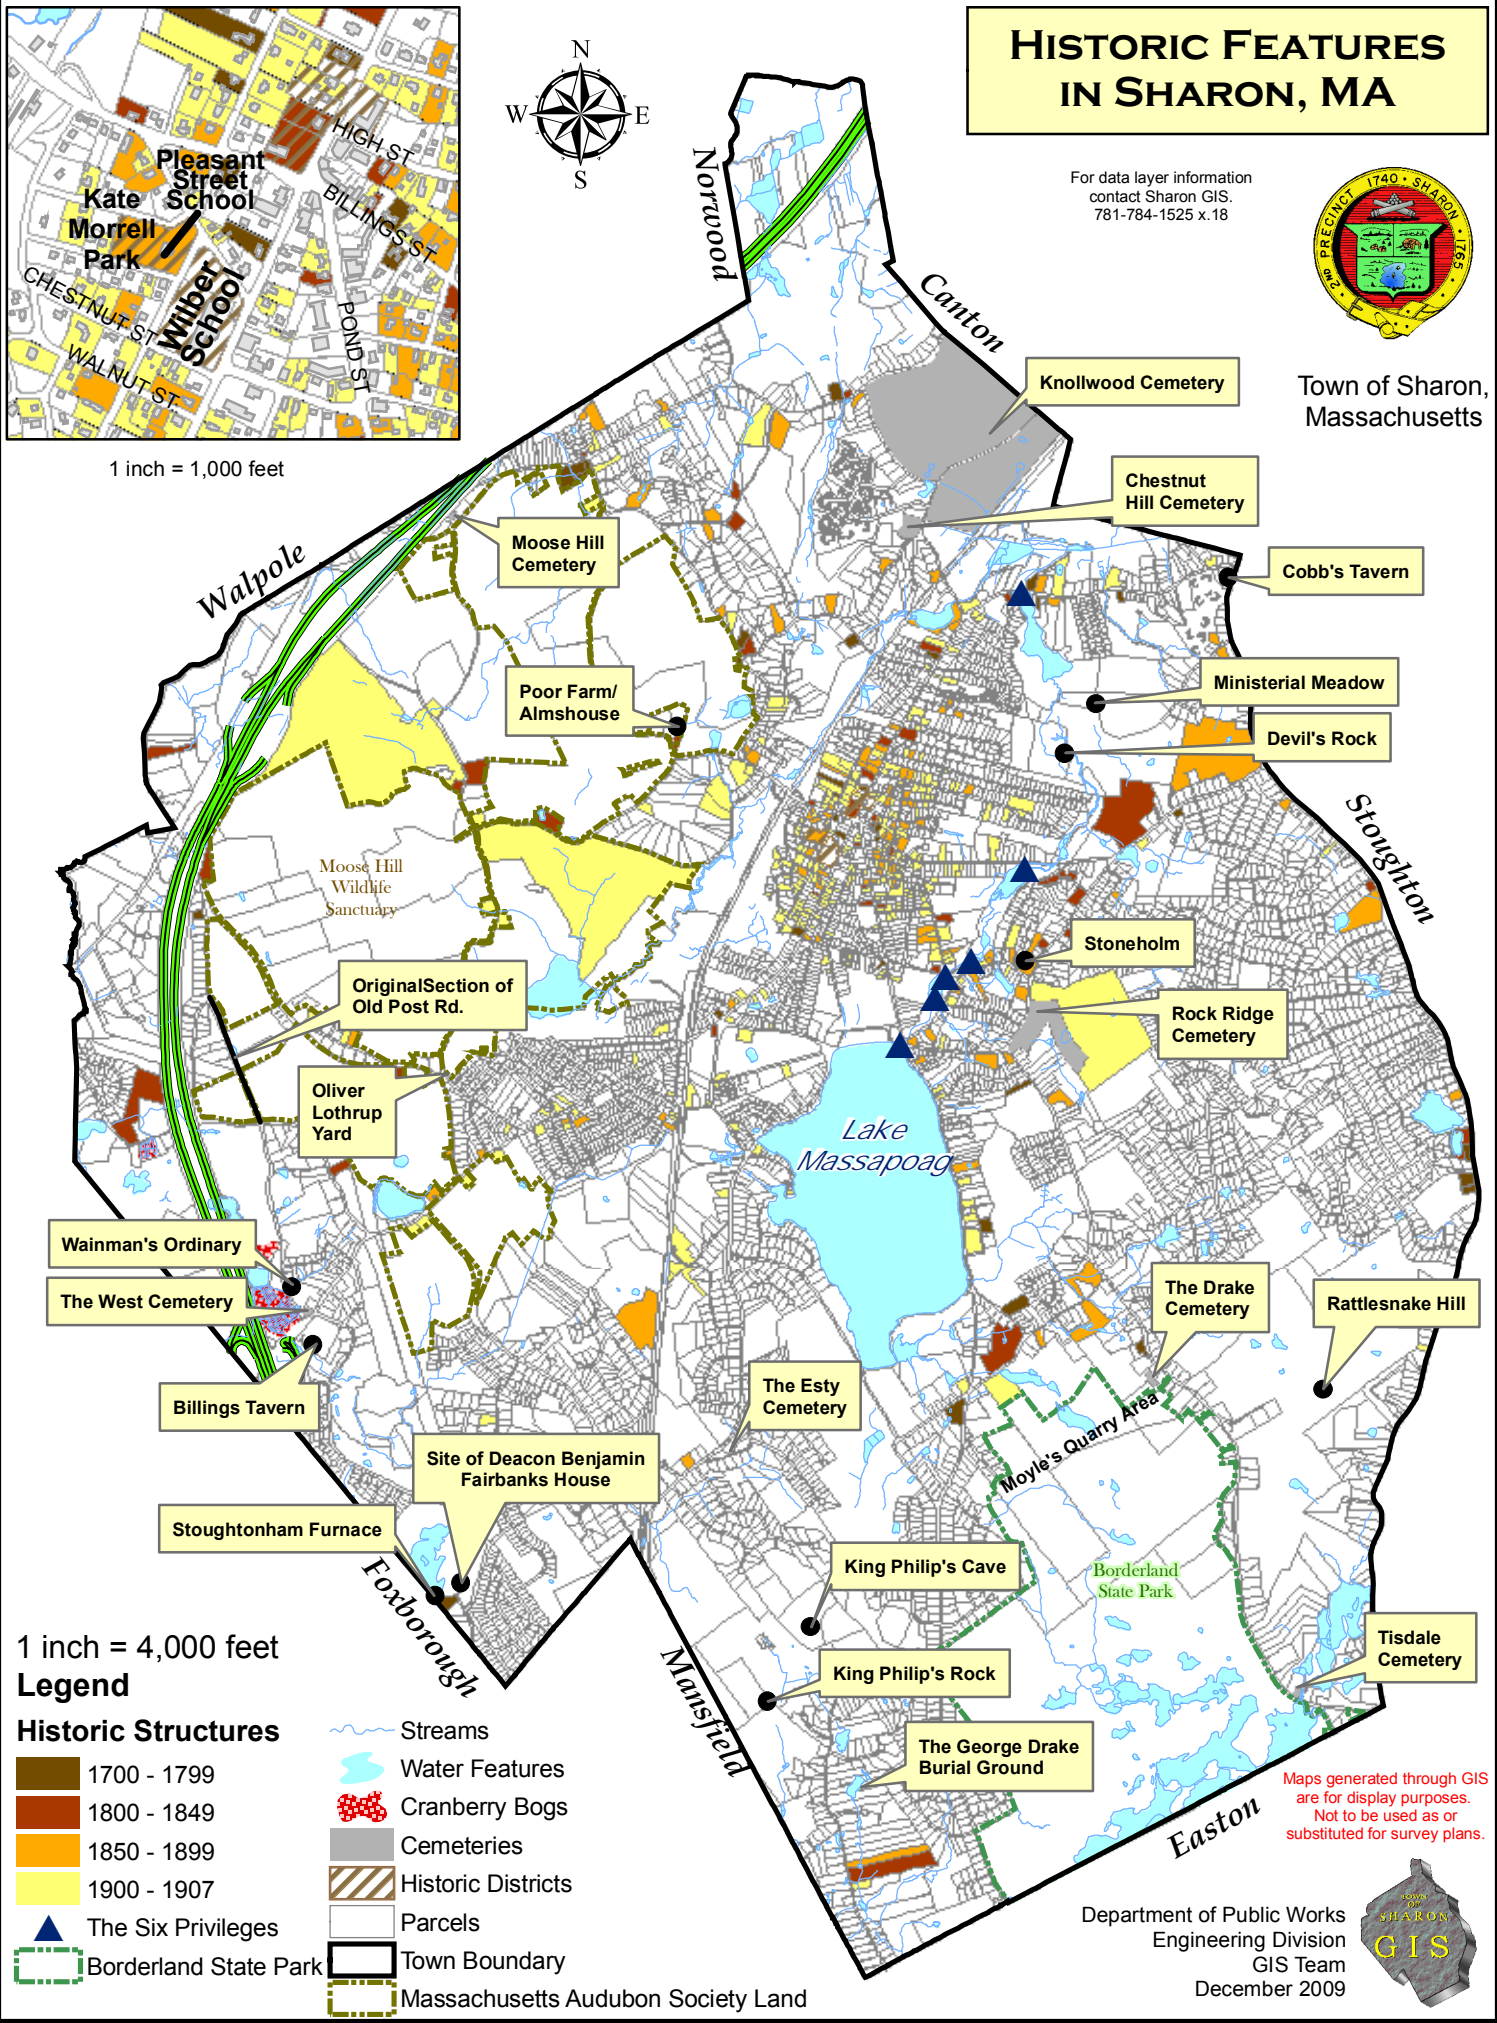 HISTORIC FEATURES
IN SHARON, MA
For data layer information
contact Sharon GIS.
781-784-1525 x.18
2ND PRECINCT 1740 • SHARON • 1765
Town of Sharon,
Massachusetts
N
W
E
S
HIGH ST
BILLINGS ST
Pleasant
Street
School
Kate
Morrell
Park
Wilber
School
CHESTNUT ST
WALNUT ST
POND ST
1 inch = 1,000 feet
Norwood
Canton
Walpole
Stoughton
Foxborough
Mansfield
Easton
Knollwood Cemetery
Chestnut
Hill Cemetery
Moose Hill
Cemetery
Cobb's Tavern
Poor Farm/
Almshouse
Ministerial Meadow
Devil's Rock
Moose Hill
Wildlife
Sanctuary
Stoneholm
OriginalSection of
Old Post Rd.
Rock Ridge
Cemetery
Oliver
Lothrup
Yard
Lake
Massapoag
Wainman's Ordinary
The West Cemetery
The Drake
Cemetery
Rattlesnake Hill
Billings Tavern
The Esty
Cemetery
Moyle's Quarry Area
Site of Deacon Benjamin
Fairbanks House
Stoughtonham Furnace
King Philip's Cave
Borderland
State Park
Tisdale
Cemetery
King Philip's Rock
The George Drake
Burial Ground
1 inch = 4,000 feet
Legend
Historic Structures
1700 - 1799
1800 - 1849
1850 - 1899
1900 - 1907
The Six Privileges
Borderland State Park
Streams
Water Features
Cranberry Bogs
Cemeteries
Historic Districts
Parcels
Town Boundary
Massachusetts Audubon Society Land
Maps generated through GIS
are for display purposes.
Not to be used as or
substituted for survey plans.
Department of Public Works
Engineering Division
GIS Team
December 2009
TOWN
OF
SHARON
GIS